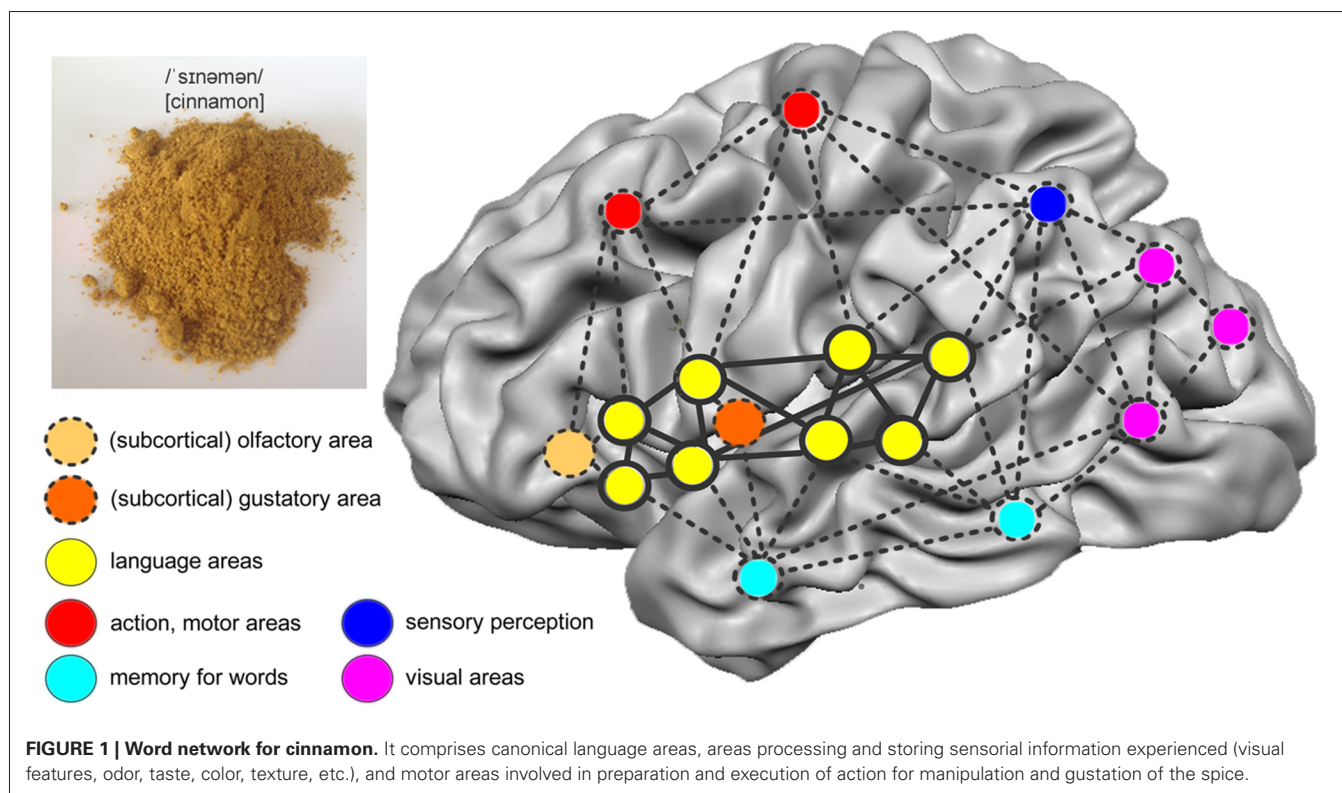 /ˈsɪnəmən/
[cinnamon]
(subcortical) olfactory area
(subcortical) gustatory area
language areas
action, motor areas
sensory perception
memory for words
visual areas
FIGURE 1 | Word network for cinnamon. It comprises canonical language areas, areas processing and storing sensorial information experienced (visual
features, odor, taste, color, texture, etc.), and motor areas involved in preparation and execution of action for manipulation and gustation of the spice.